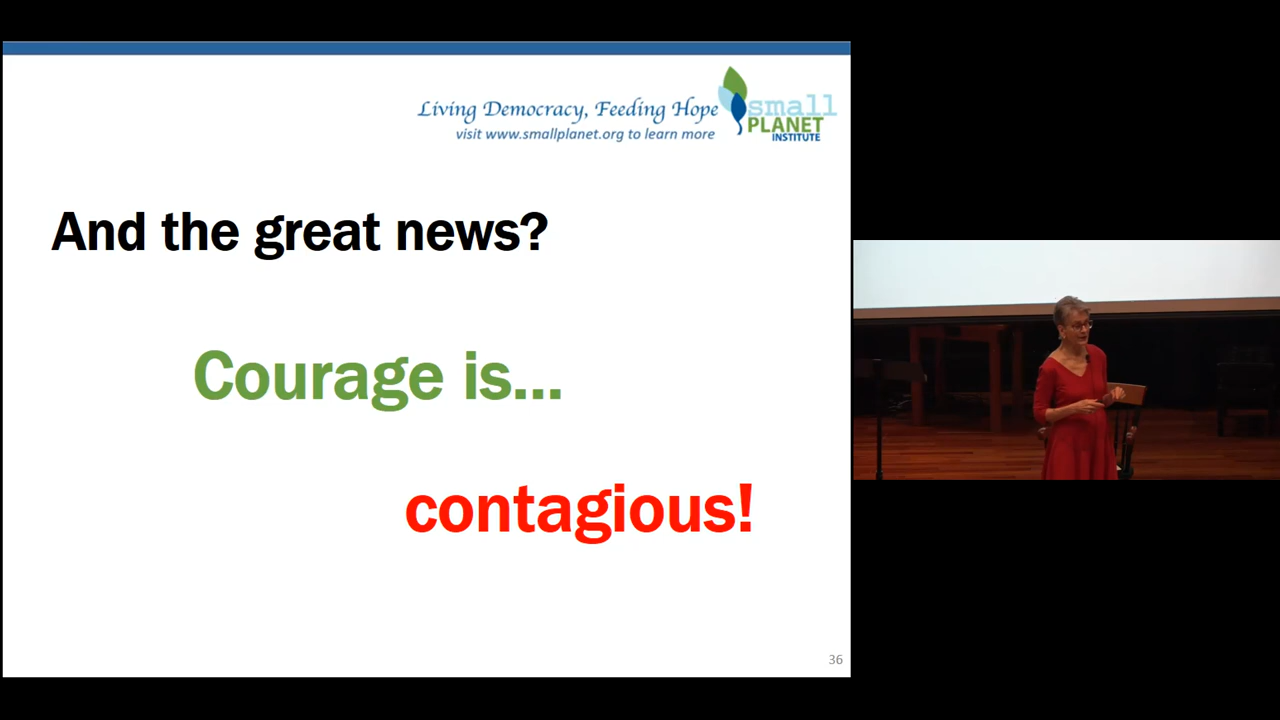 Living Democracy, Feeding Hope
visit www.smallplanet.org to learn more
small
PLANET
INSTITUTE
And the great news?
Courage is...
contagious!
36